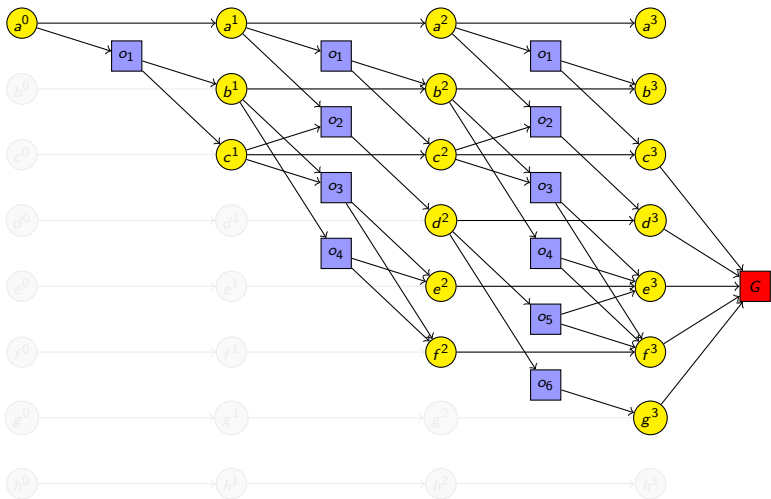 a⁰ a¹ a² a³
o₁ o₁ o₁
b⁰ b¹ b² b³
o₂ o₂
c⁰ c¹ c² c³
o₃ o₃
d⁰ d¹ d² d³
o₄ o₄
e⁰ e¹ e² e³ G
o₅
f⁰ f¹ f² f³
o₆
g⁰ g¹ g² g³
h⁰ h¹ h² h³